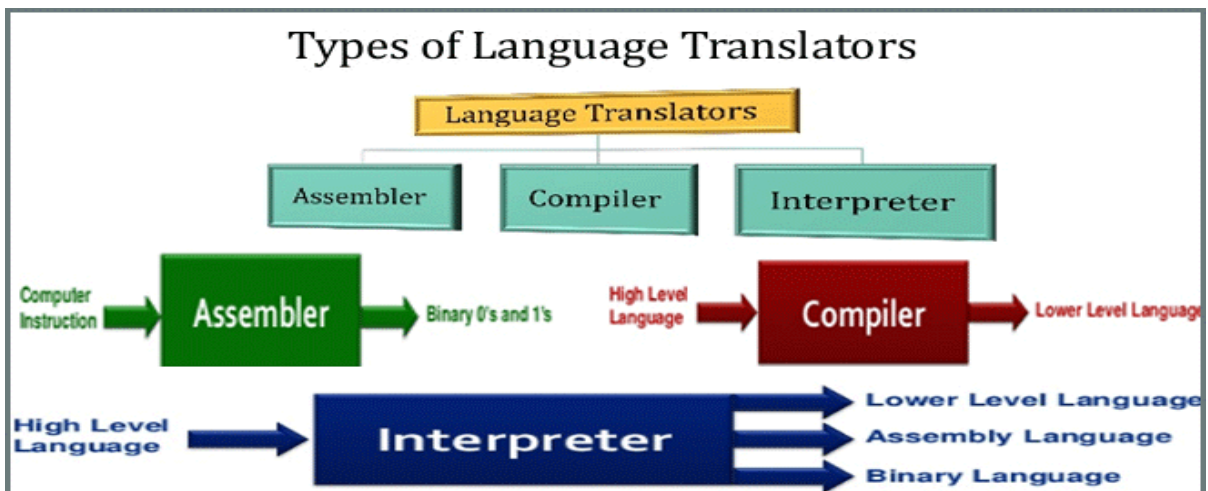 Types of Language Translators
Language Translators
Assembler
Compiler
Interpreter
Computer
Instruction
Assembler
Binary 0's and 1's
High Level
Language
Compiler
Lower Level Language
High Level
Language
Interpreter
Lower Level Language
Assembly Language
Binary Language